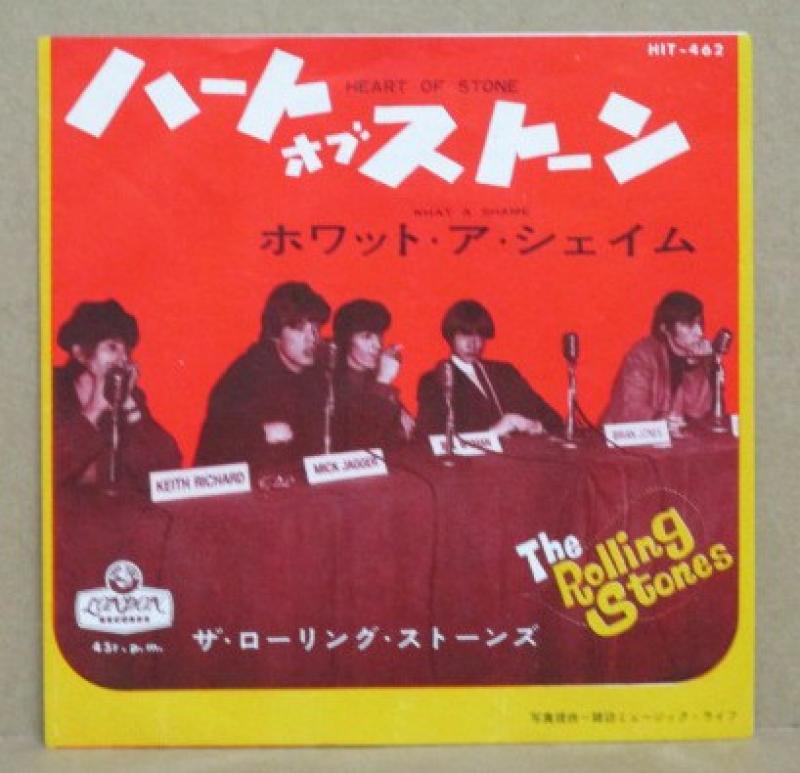 HIT-462
ハート
HEART OF STONE
オブ
ストーン
WHAT A SHAME
ホワット・ア・シェイム
KEITH RICHARD
MICK JAGGER
BRIAN JONES
The
Rolling
Stones
LONDON
RECORDS
45r.p.m.
ザ・ローリング・ストーンズ
写真提供-雑誌ミュージック・ライフ